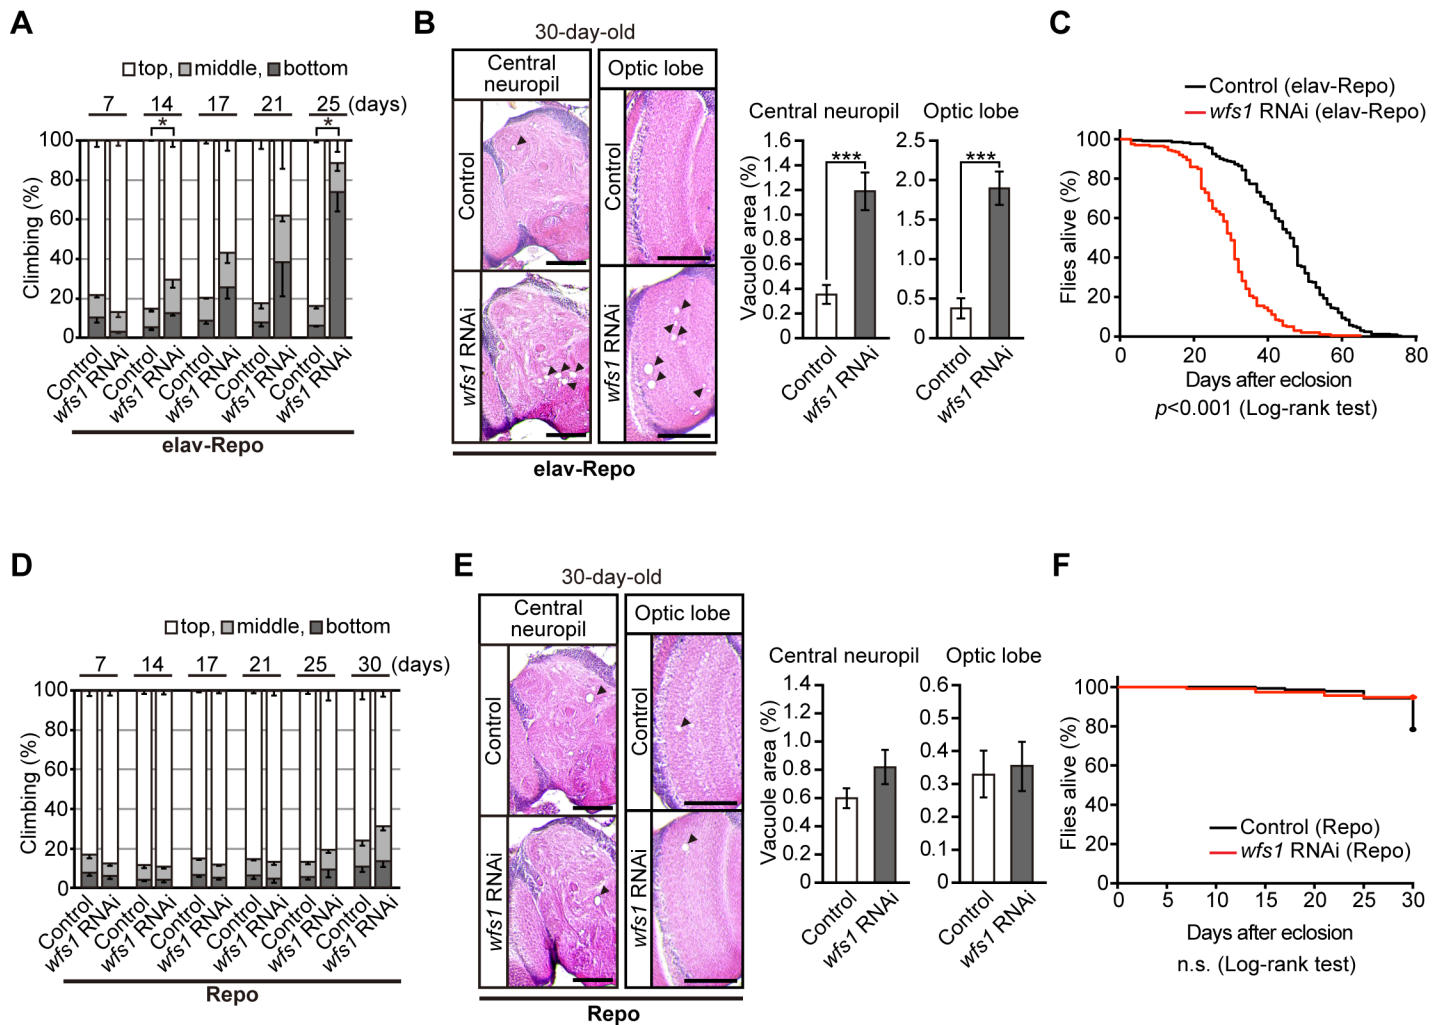 A
top, middle, bottom
7 14 17 21 25 (days)
* *
Climbing (%)
100
80
60
40
20
0
Control
wfs1 RNAi
Control
wfs1 RNAi
Control
wfs1 RNAi
Control
wfs1 RNAi
Control
wfs1 RNAi
elav-Repo
B
30-day-old
Central
neuropil
Optic lobe
Control
Control
wfs1 RNAi
wfs1 RNAi
elav-Repo
Central neuropil
Vacuole area (%)
***
1.6
1.4
1.2
1.0
0.8
0.6
0.4
0.2
0
Control
wfs1 RNAi
Optic lobe
***
2.5
2.0
1.5
1.0
0.5
0
Control
wfs1 RNAi
C
Control (elav-Repo)
wfs1 RNAi (elav-Repo)
Flies alive (%)
100
80
60
40
20
0
0 20 40 60 80
Days after eclosion
p<0.001 (Log-rank test)
D
top, middle, bottom
7 14 17 21 25 30 (days)
Climbing (%)
100
80
60
40
20
0
Control
wfs1 RNAi
Control
wfs1 RNAi
Control
wfs1 RNAi
Control
wfs1 RNAi
Control
wfs1 RNAi
Control
wfs1 RNAi
Repo
E
30-day-old
Central
neuropil
Optic lobe
Control
Control
wfs1 RNAi
wfs1 RNAi
Repo
Central neuropil
Vacuole area (%)
1.4
1.2
1.0
0.8
0.6
0.4
0.2
0
Control
wfs1 RNAi
Optic lobe
0.6
0.5
0.4
0.3
0.2
0.1
0
Control
wfs1 RNAi
F
Flies alive (%)
100
80
60
40
20
0
Control (Repo)
wfs1 RNAi (Repo)
0 5 10 15 20 25 30
Days after eclosion
n.s. (Log-rank test)